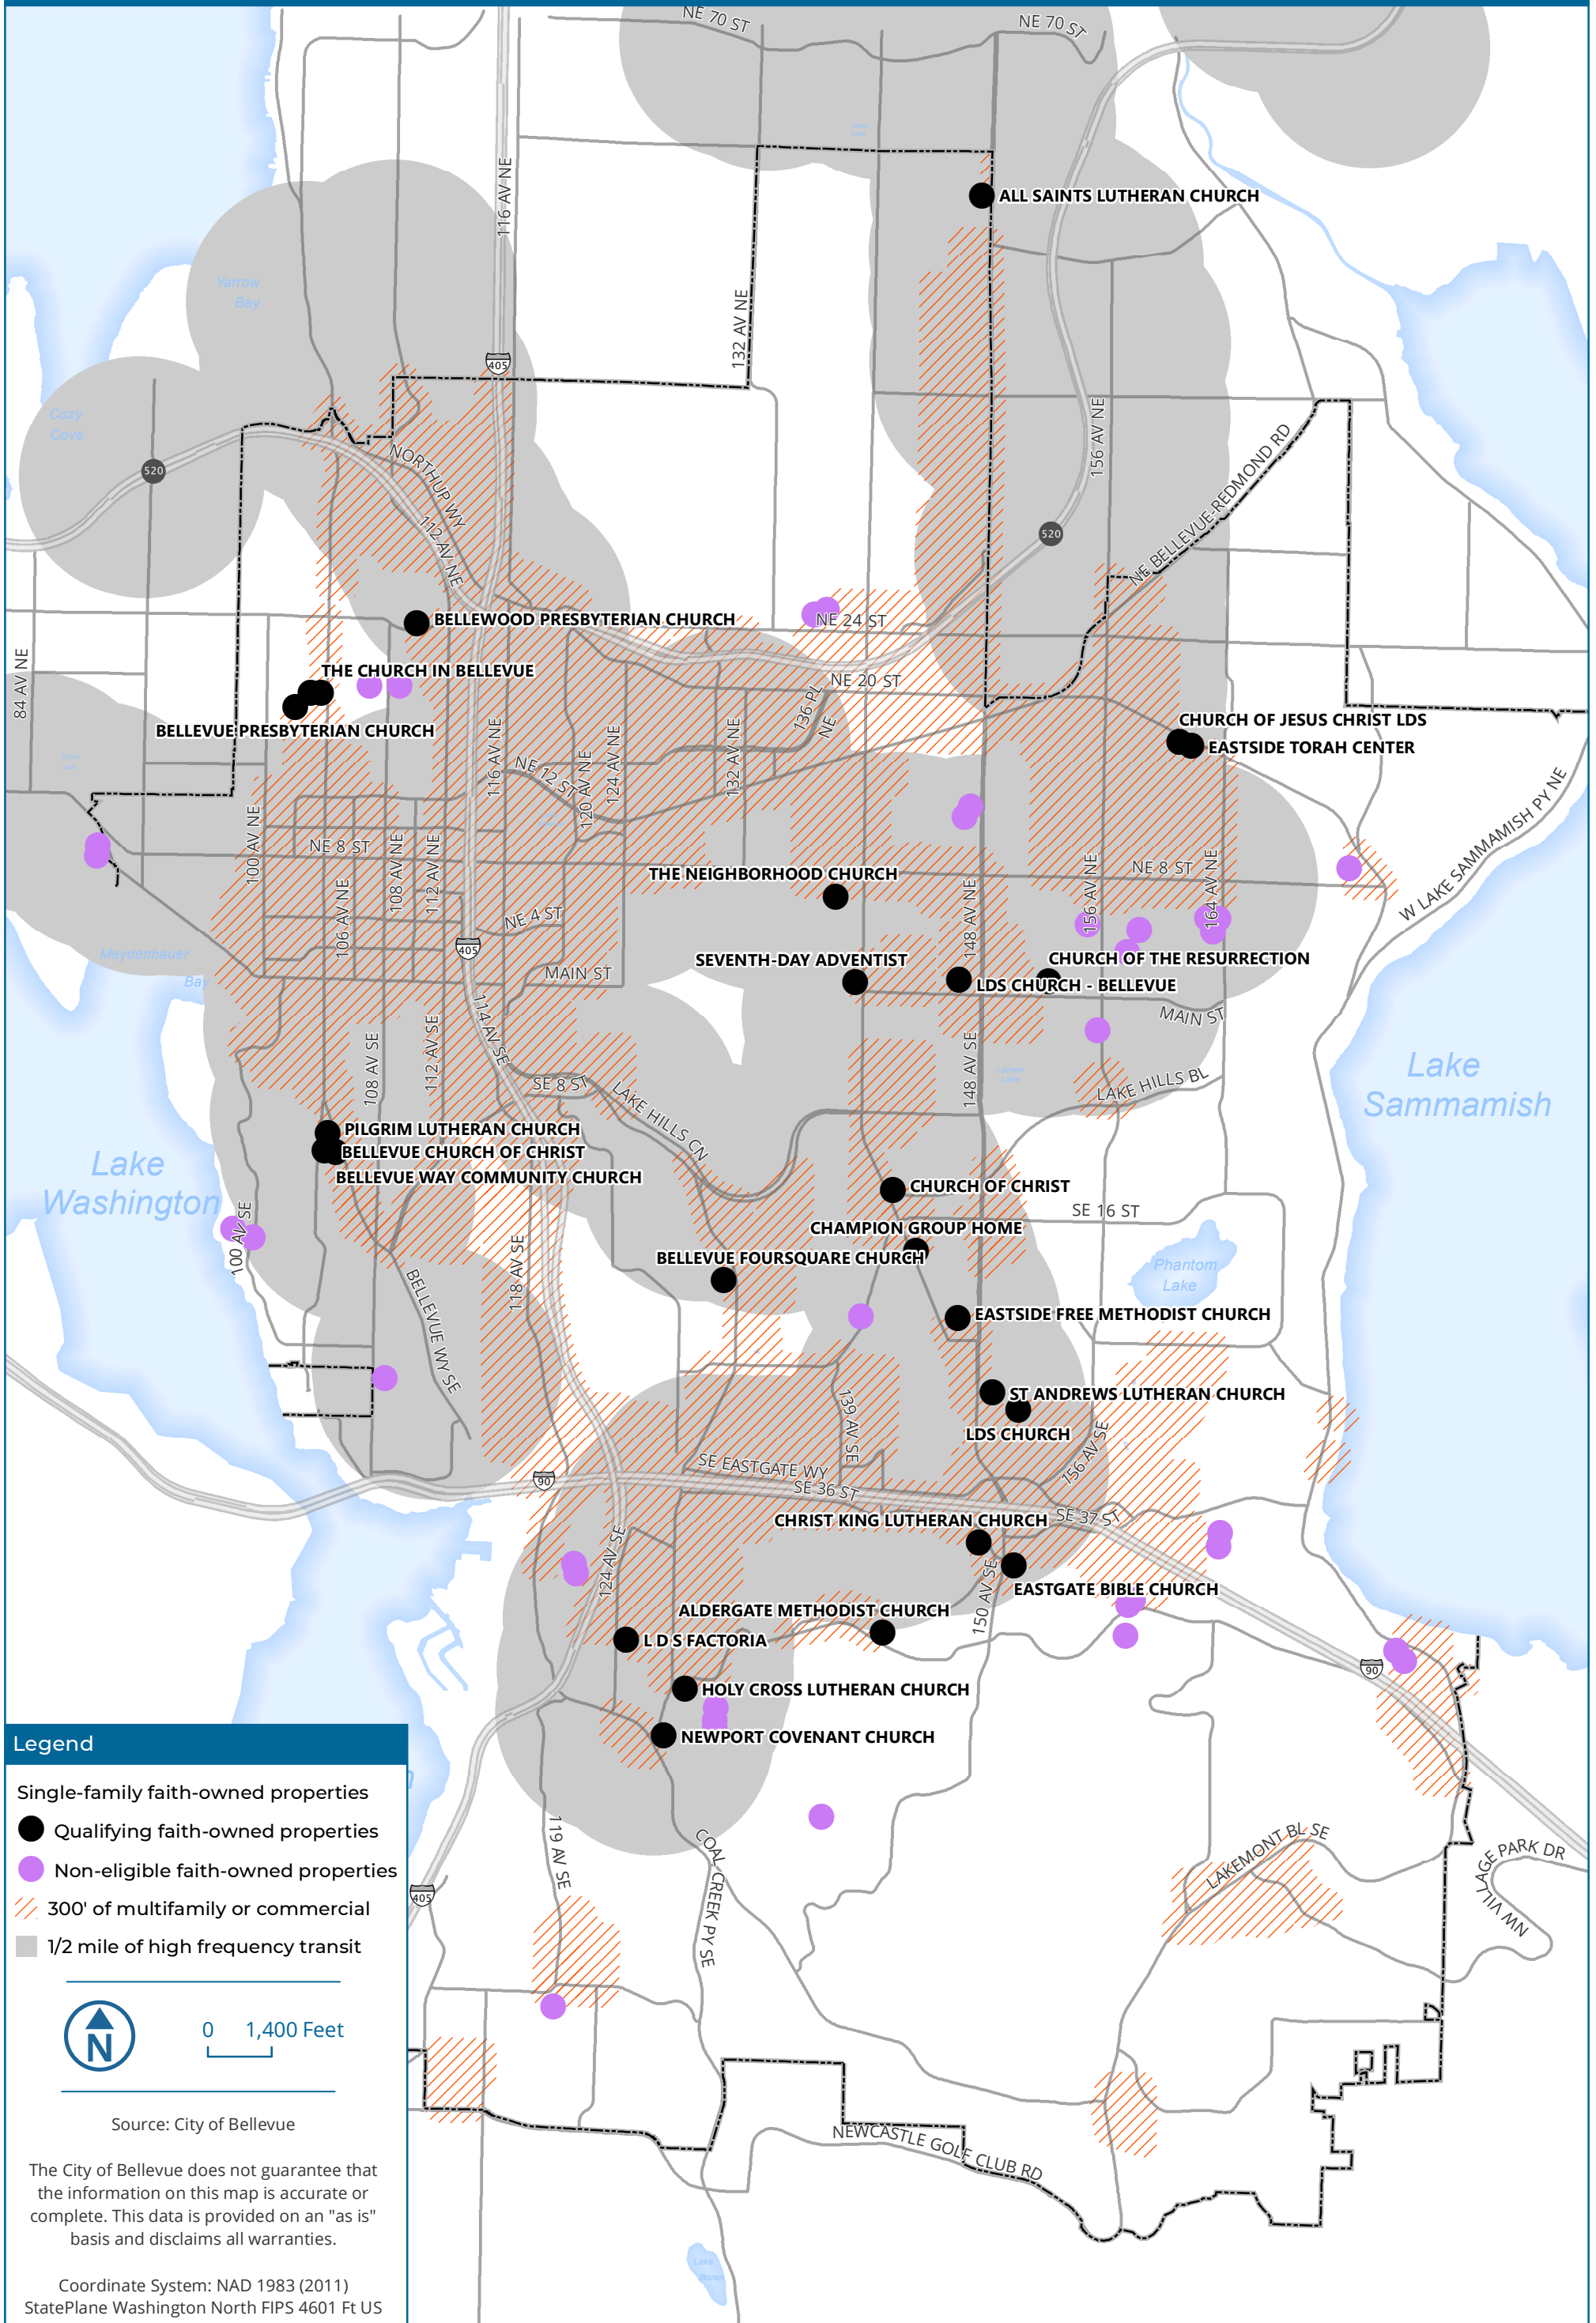 NE 70 ST
NE 70 ST
116 AV NE
ALL SAINTS LUTHERAN CHURCH
Yarrow
Bay
132 AV NE
405
Cozy
Cove
520
NORTHUP WY
156 AV NE
NE BELLEVUE-REDMOND RD
112 AV NE
520
BELLEWOOD PRESBYTERIAN CHURCH
NE 24 ST
84 AV NE
THE CHURCH IN BELLEVUE
NE 20 ST
136 PL
NE
BELLEVUE PRESBYTERIAN CHURCH
CHURCH OF JESUS CHRIST LDS
EASTSIDE TORAH CENTER
116 AV NE
NE 12 ST
120 AV NE
124 AV NE
132 AV NE
100 AV NE
NE 8 ST
108 AV NE
112 AV NE
106 AV NE
NE 4 ST
THE NEIGHBORHOOD CHURCH
148 AV NE
156 AV NE
NE 8 ST
164 AV NE
W LAKE SAMMAMISH PY NE
405
Meydenbauer
Bay
MAIN ST
SEVENTH-DAY ADVENTIST
CHURCH OF THE RESURRECTION
LDS CHURCH - BELLEVUE
MAIN ST
114 AV SE
108 AV SE
112 AV SE
SE 8 ST
LAKE HILLS CN
148 AV SE
Larsen
Lake
LAKE HILLS BL
Lake
Sammamish
PILGRIM LUTHERAN CHURCH
BELLEVUE CHURCH OF CHRIST
BELLEVUE WAY COMMUNITY CHURCH
Lake
Washington
CHURCH OF CHRIST
SE 16 ST
100 AV SE
118 AV SE
CHAMPION GROUP HOME
BELLEVUE FOURSQUARE CHURCH
Phantom
Lake
BELLEVUE WY SE
EASTSIDE FREE METHODIST CHURCH
139 AV SE
ST ANDREWS LUTHERAN CHURCH
LDS CHURCH
156 AV SE
SE EASTGATE WY
90
SE 36 ST
SE 37 ST
CHRIST KING LUTHERAN CHURCH
124 AV SE
EASTGATE BIBLE CHURCH
150 AV SE
ALDERGATE METHODIST CHURCH
L D S FACTORIA
90
HOLY CROSS LUTHERAN CHURCH
NEWPORT COVENANT CHURCH
119 AV SE
COAL CREEK PY SE
LAKEMONT BL SE
VILLAGE PARK DR
NW
405
NEWCASTLE GOLF CLUB RD
Lake
Boren
Legend
Single-family faith-owned properties
Qualifying faith-owned properties
Non-eligible faith-owned properties
300' of multifamily or commercial
1/2 mile of high frequency transit
N
0 1,400 Feet
Source: City of Bellevue
The City of Bellevue does not guarantee that
the information on this map is accurate or
complete. This data is provided on an "as is"
basis and disclaims all warranties.
Coordinate System: NAD 1983 (2011)
StatePlane Washington North FIPS 4601 Ft US